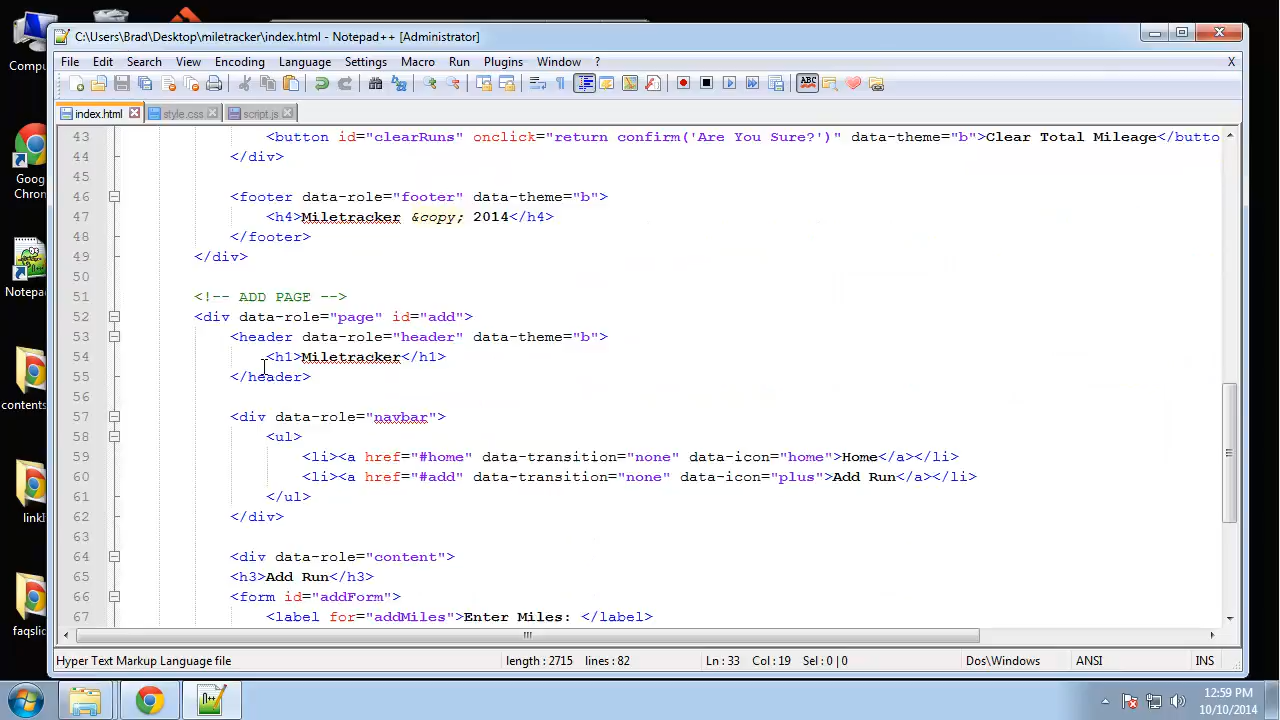 C:\Users\Brad\Desktop\miletracker\index.html - Notepad++ [Administrator]
File Edit Search View Encoding Language Settings Macro Run Plugins Window ? X
index.html style.css script.js
43 <button id="clearRuns" onclick="return confirm('Are You Sure?')" data-theme="b">Clear Total Mileage</butto
44 </div>
45
46 <footer data-role="footer" data-theme="b">
47 <h4>Miletracker &copy; 2014</h4>
48 </footer>
49 </div>
50
51 <!-- ADD PAGE -->
52 <div data-role="page" id="add">
53 <header data-role="header" data-theme="b">
54 <h1>Miletracker</h1>
55 </header>
56
57 <div data-role="navbar">
58 <ul>
59 <li><a href="#home" data-transition="none" data-icon="home">Home</a></li>
60 <li><a href="#add" data-transition="none" data-icon="plus">Add Run</a></li>
61 </ul>
62 </div>
63
64 <div data-role="content">
65 <h3>Add Run</h3>
66 <form id="addForm">
67 <label for="addMiles">Enter Miles: </label>
Hyper Text Markup Language file length : 2715 lines : 82 Ln : 33 Col : 19 Sel : 0 | 0 Dos\Windows ANSI INS
Compu
Goog
Chron
Notep
contents
linkI
faqslic
12:59 PM
10/10/2014